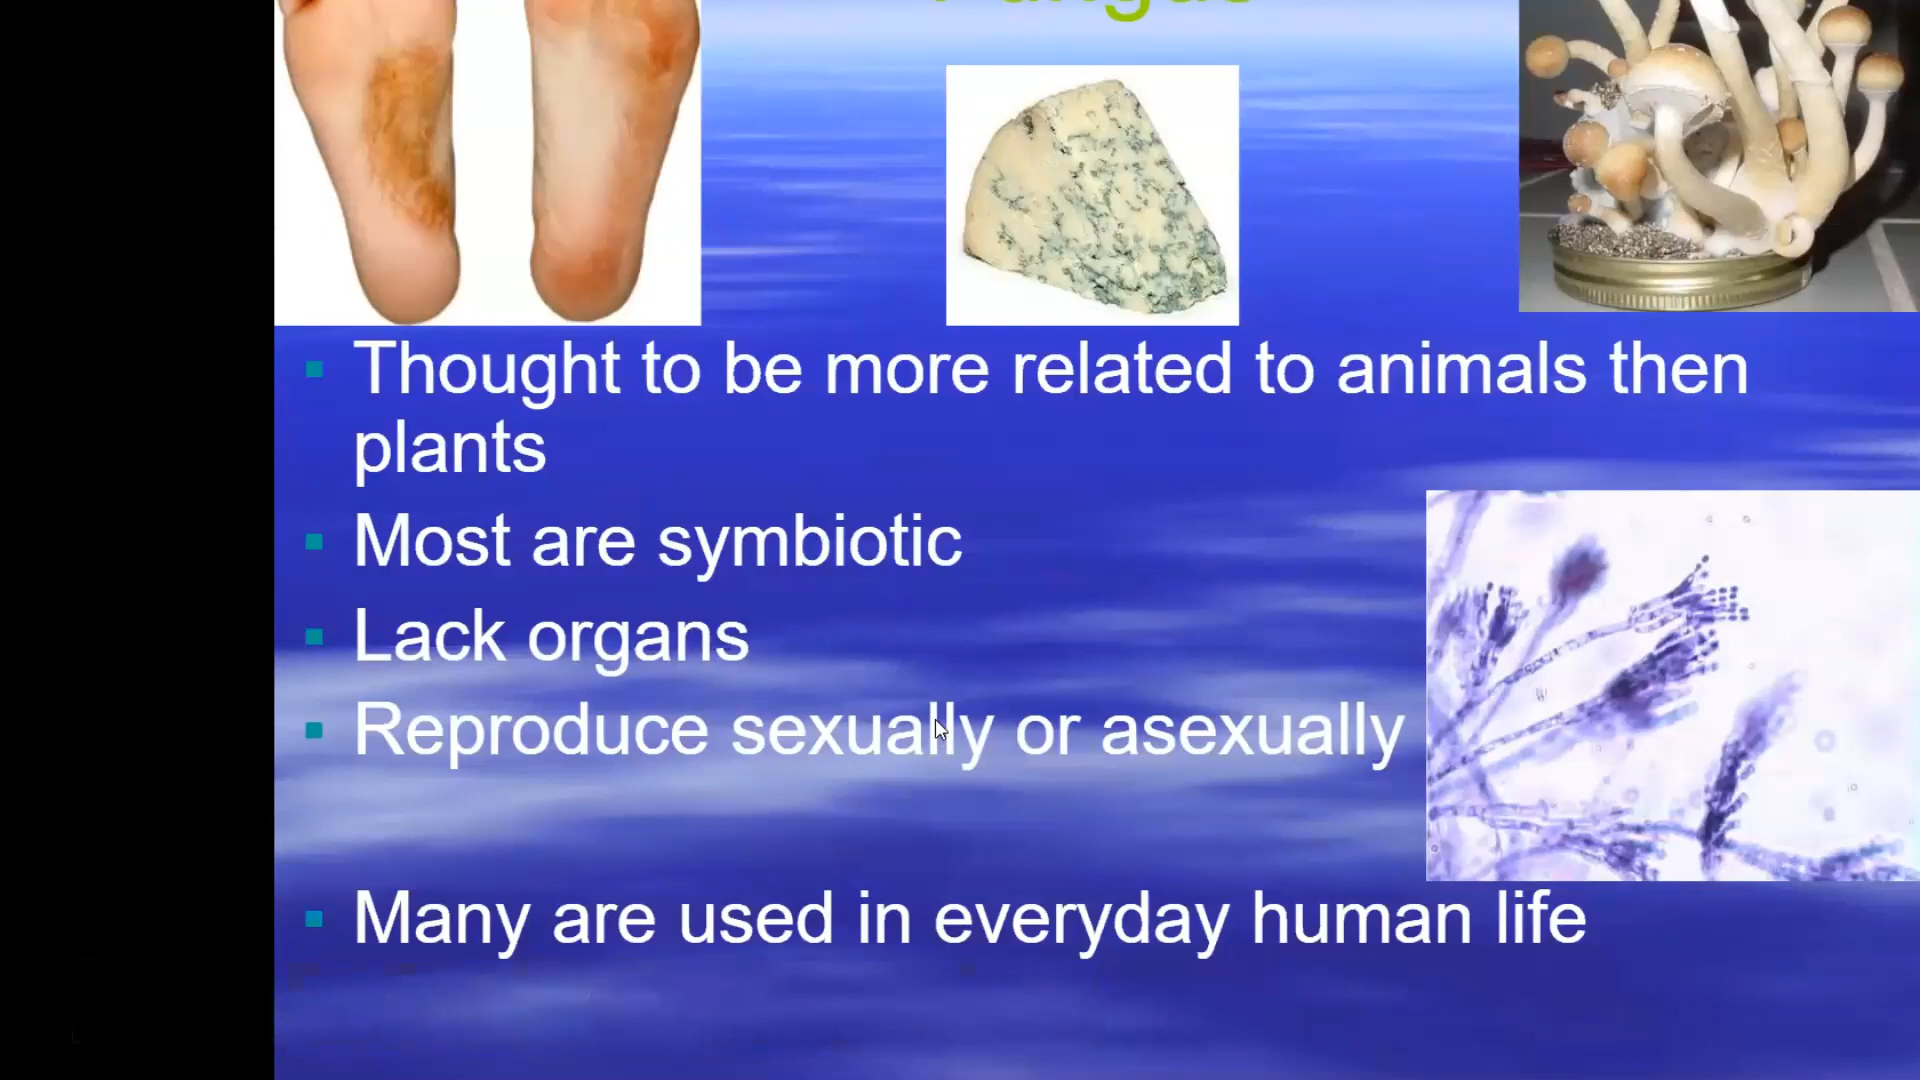 Fungus
Thought to be more related to animals then
plants
Most are symbiotic
Lack organs
Reproduce sexually or asexually
Many are used in everyday human life